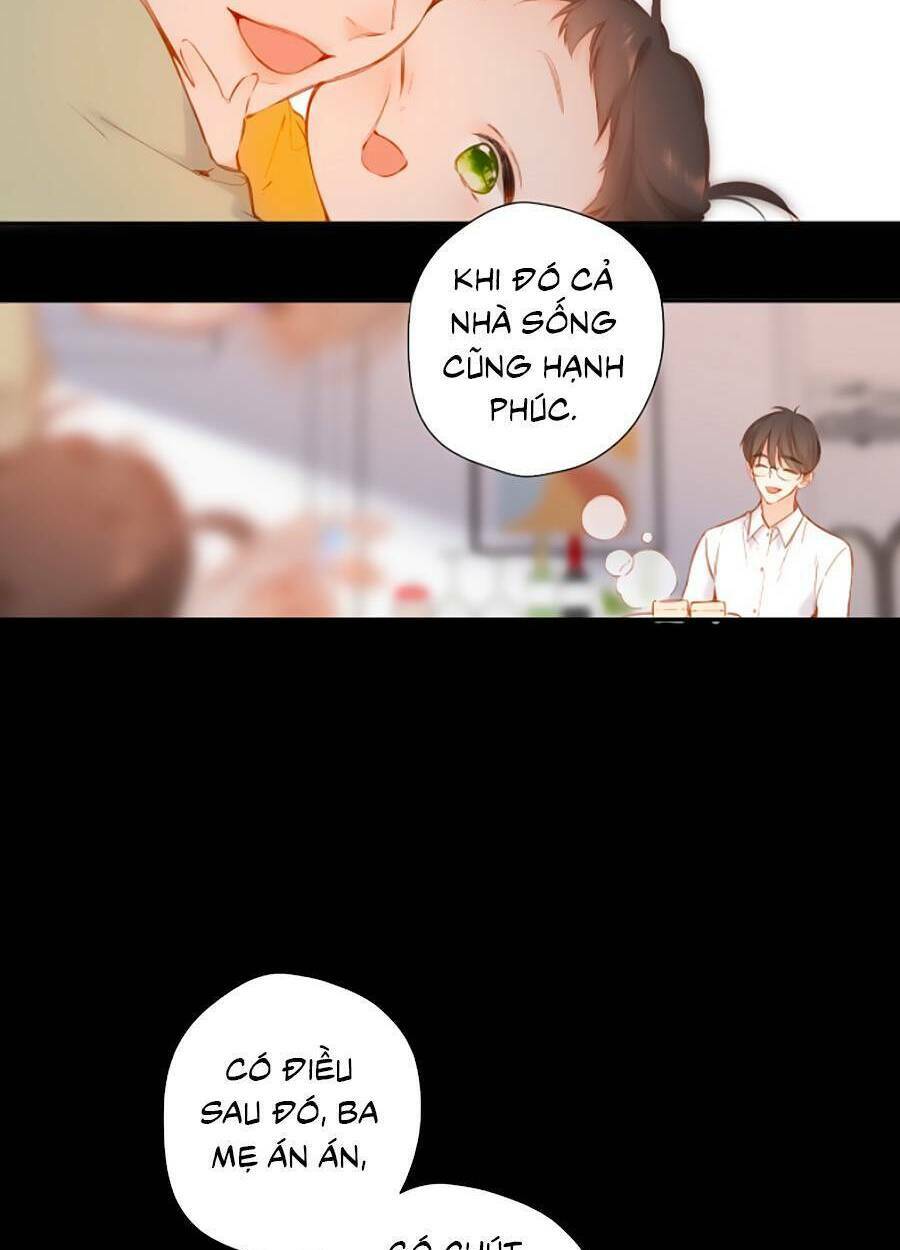 KHI ĐÓ CẢ
NHÀ SỐNG
CŨNG HẠNH
PHÚC.
CÓ ĐIỀU
SAU ĐÓ, BA
MẸ ÁN ÁN,
CÓ CHÚT